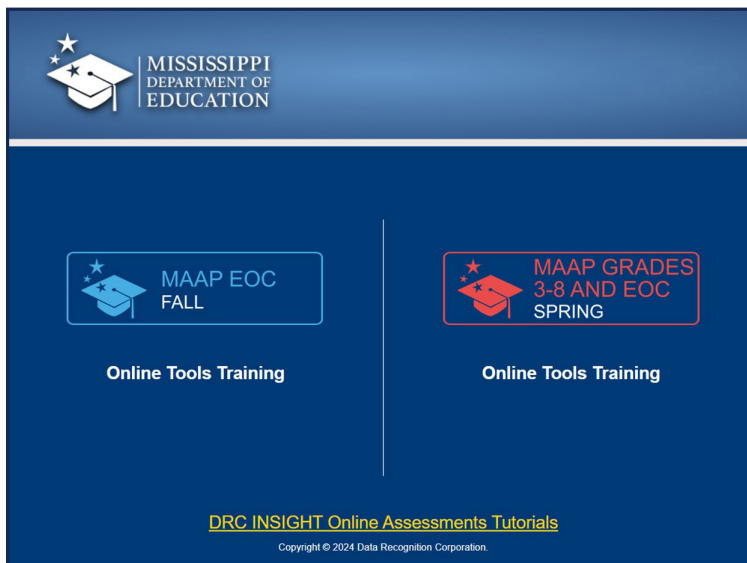 MISSISSIPPI
DEPARTMENT OF
EDUCATION
MAAP EOC
FALL
Online Tools Training
MAAP GRADES
3-8 AND EOC
SPRING
Online Tools Training
DRC INSIGHT Online Assessments Tutorials
Copyright © 2024 Data Recognition Corporation.